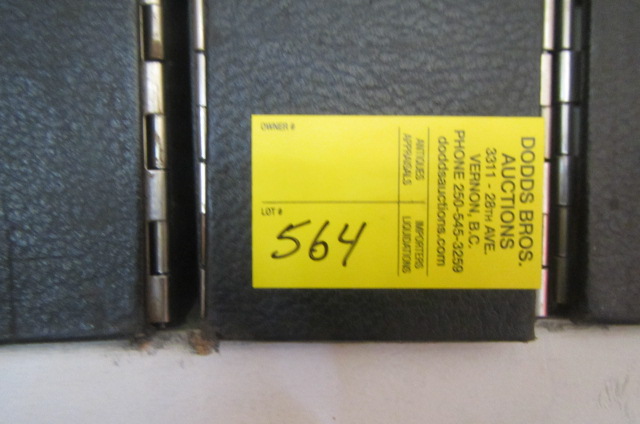 DODDS BROS.
AUCTIONS
3311 - 28TH AVE.
VERNON, B.C.
PHONE 250-545-3259
doddsauctions.com
ANTIQUES IMPORTERS
APPRAISALS LIQUIDATIONS
OWNER #
LOT #
564